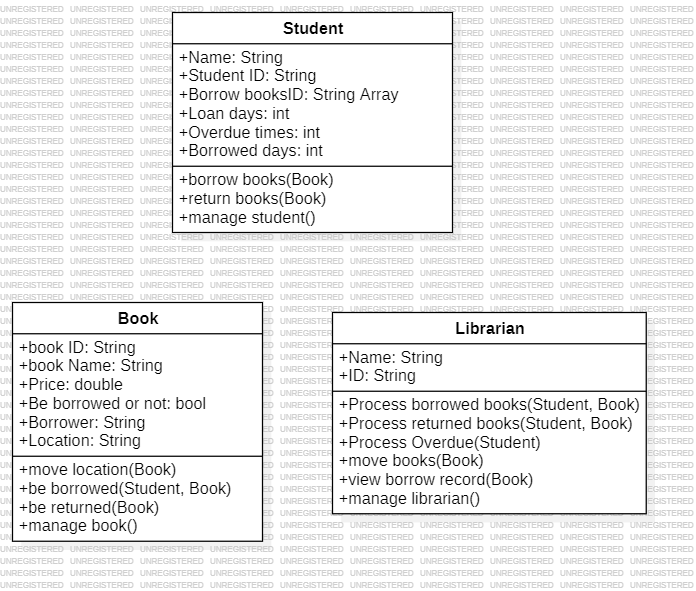 Student
+Name: String
+Student ID: String
+Borrow booksID: String Array
+Loan days: int
+Overdue times: int
+Borrowed days: int
+borrow books(Book)
+return books(Book)
+manage student()
Book
+book ID: String
+book Name: String
+Price: double
+Be borrowed or not: bool
+Borrower: String
+Location: String
+move location(Book)
+be borrowed(Student, Book)
+be returned(Book)
+manage book()
Librarian
+Name: String
+ID: String
+Process borrowed books(Student, Book)
+Process returned books(Student, Book)
+Process Overdue(Student)
+move books(Book)
+view borrow record(Book)
+manage librarian()
UNREGISTERED